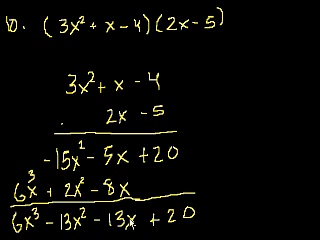 10. (3x² + x - 4)(2x - 5)
3x² + x - 4
. 2x - 5
-15x² - 5x + 20
6x³ + 2x² - 8x
6x³ - 13x² - 13x + 20